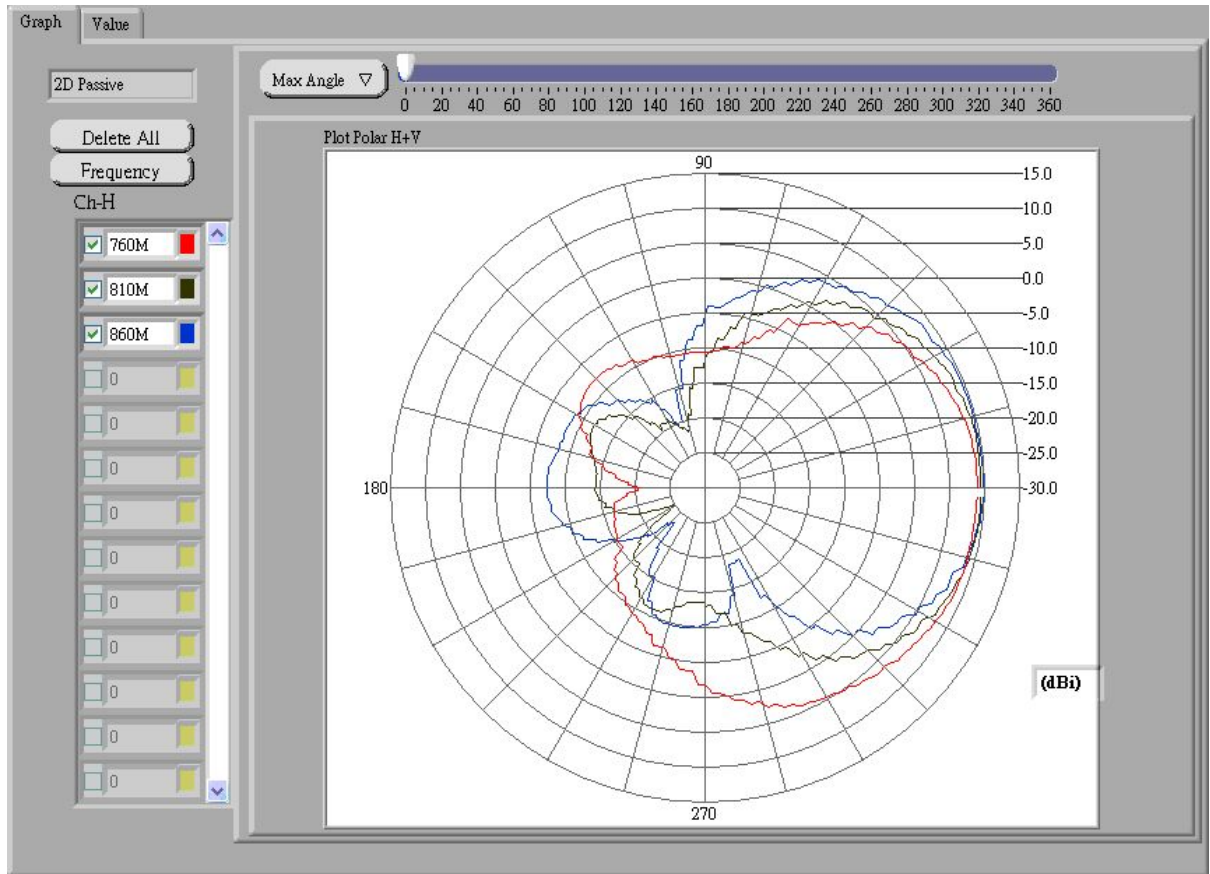 Graph Value
2D Passive
Delete All
Frequency
Ch-H
760M
810M
860M
0
0
0
0
0
0
0
0
0
0
Max Angle
0 20 40 60 80 100 120 140 160 180 200 220 240 260 280 300 320 340 360
Plot Polar H+V
90
15.0
10.0
-5.0
-0.0
-5.0
-10.0
-15.0
-20.0
-25.0
-30.0
180
270
(dBi)